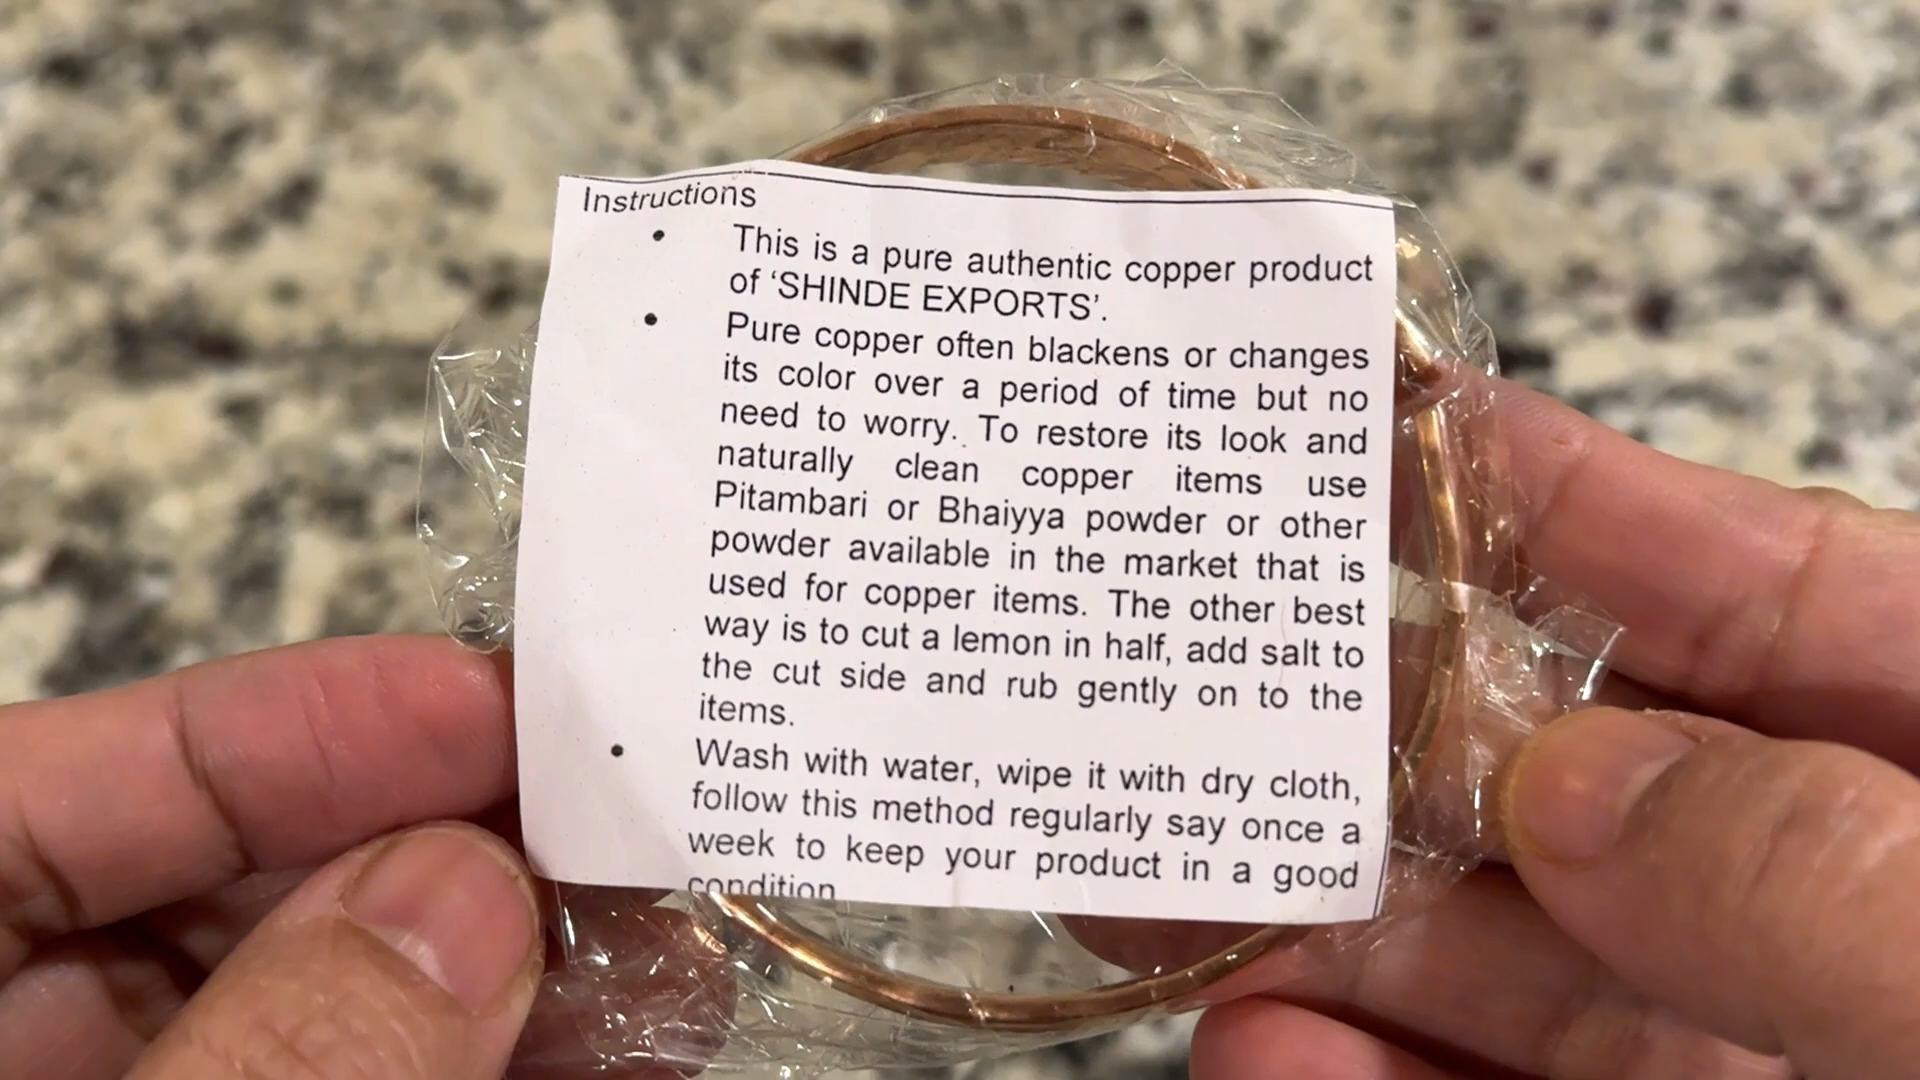 Instructions
• This is a pure authentic copper product
of ‘SHINDE EXPORTS’.
• Pure copper often blackens or changes
its color over a period of time but no
need to worry. To restore its look and
naturally clean copper items use
Pitambari or Bhaiyya powder or other
powder available in the market that is
used for copper items. The other best
way is to cut a lemon in half, add salt to
the cut side and rub gently on to the
items.
• Wash with water, wipe it with dry cloth,
follow this method regularly say once a
week to keep your product in a good
condition